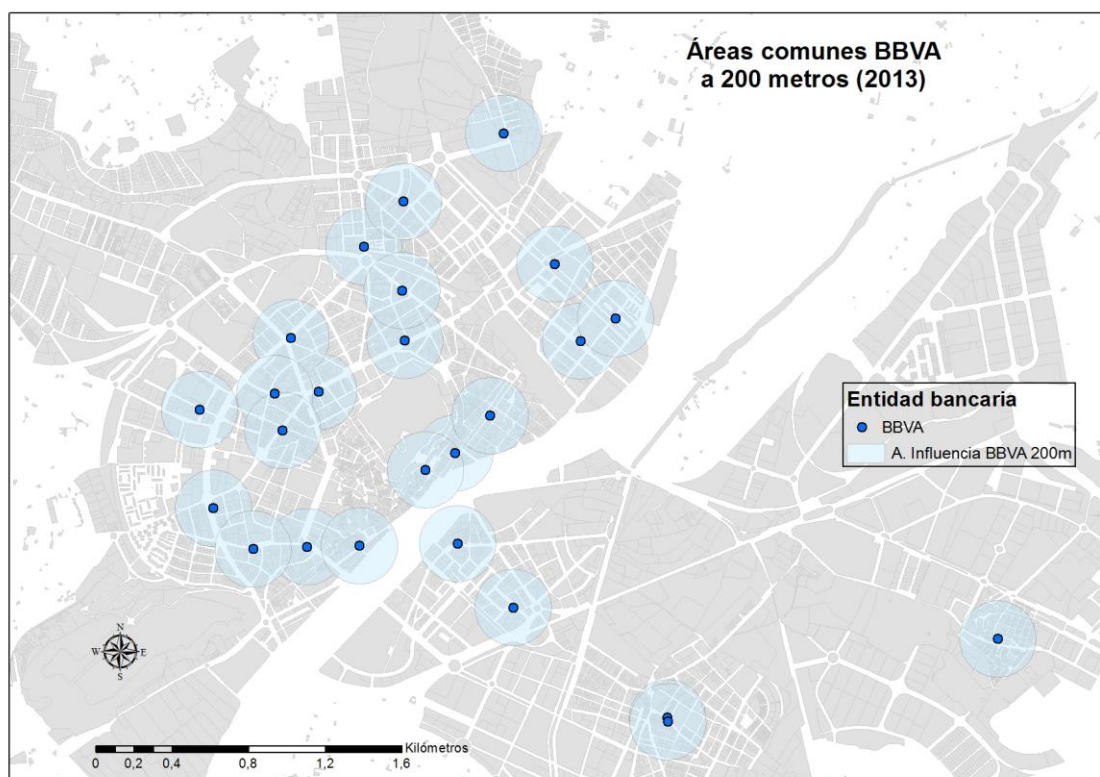 Áreas comunes BBVA
a 200 metros (2013)
Entidad bancaria
BBVA
A. Influencia BBVA 200m
N
W E
S
Kilómetros
0 0,2 0,4 0,8 1,2 1,6